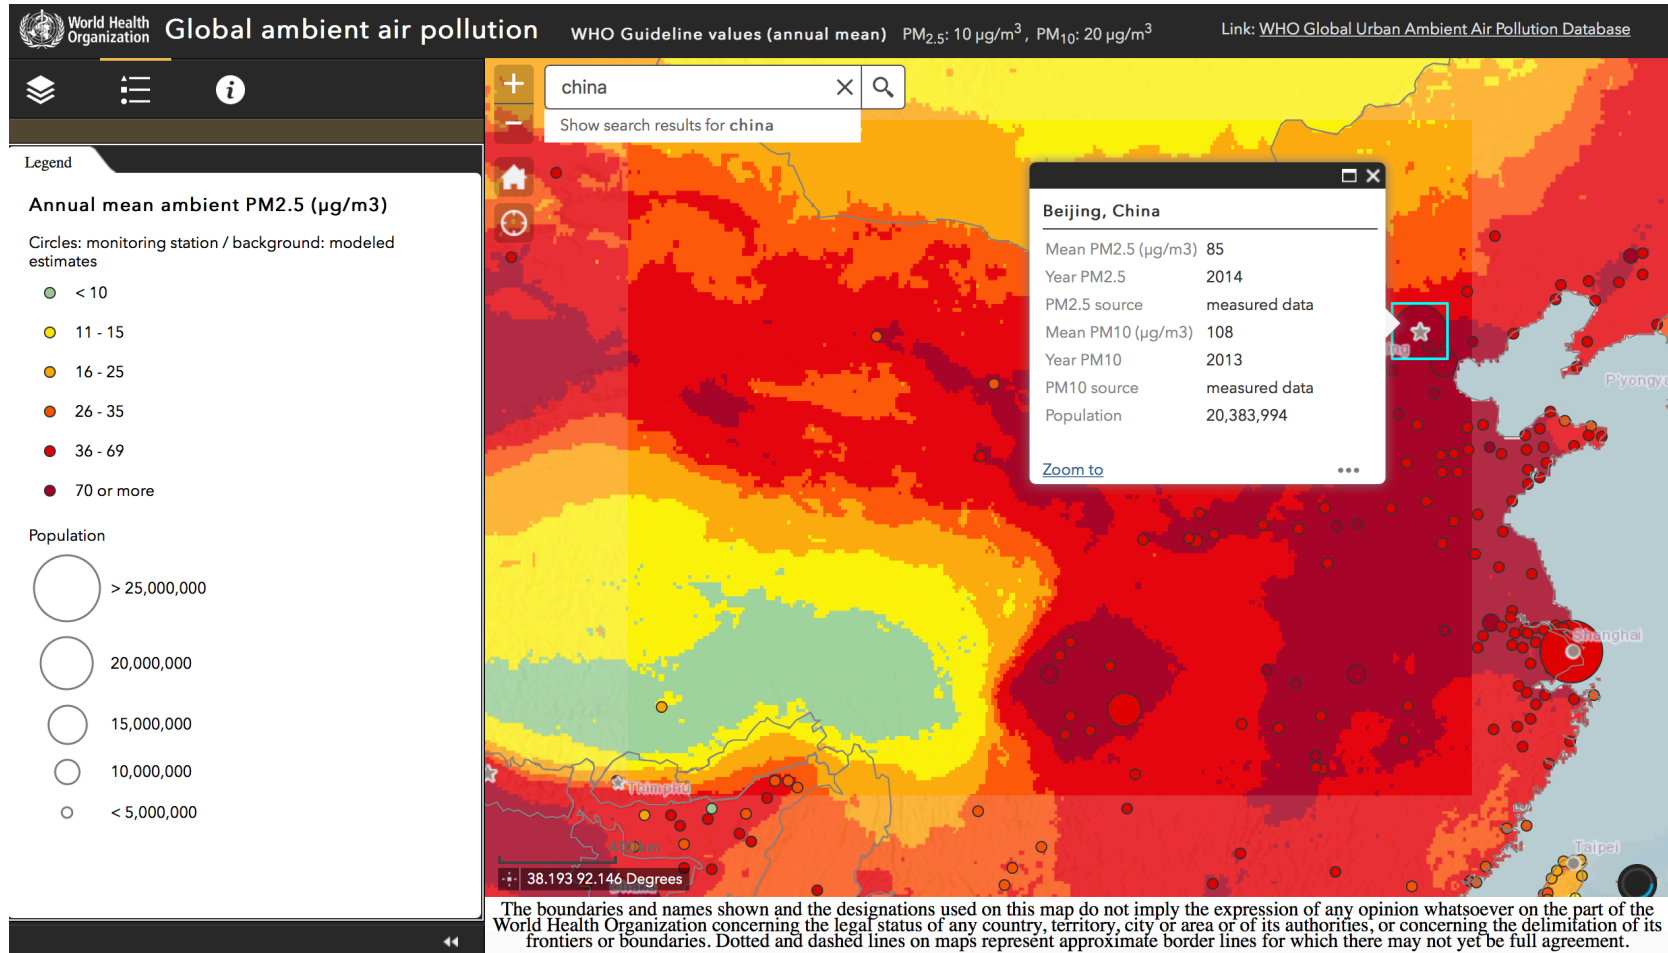 World Health
Organization
Global ambient air pollution
WHO Guideline values (annual mean) PM2.5: 10 µg/m³ , PM10: 20 µg/m³
Link: WHO Global Urban Ambient Air Pollution Database
Legend
Annual mean ambient PM2.5 (µg/m3)
Circles: monitoring station / background: modeled
estimates
< 10
11 - 15
16 - 25
26 - 35
36 - 69
70 or more
Population
> 25,000,000
20,000,000
15,000,000
10,000,000
< 5,000,000
china
Show search results for china
Beijing, China
Mean PM2.5 (µg/m3) 85
Year PM2.5 2014
PM2.5 source measured data
Mean PM10 (µg/m3) 108
Year PM10 2013
PM10 source measured data
Population 20,383,994
Zoom to
ing
P'yongya
Shanghai
Thimphu
Taipei
400km
38.193 92.146 Degrees
The boundaries and names shown and the designations used on this map do not imply the expression of any opinion whatsoever on the part of the
World Health Organization concerning the legal status of any country, territory, city or area or of its authorities, or concerning the delimitation of its
frontiers or boundaries. Dotted and dashed lines on maps represent approximate border lines for which there may not yet be full agreement.